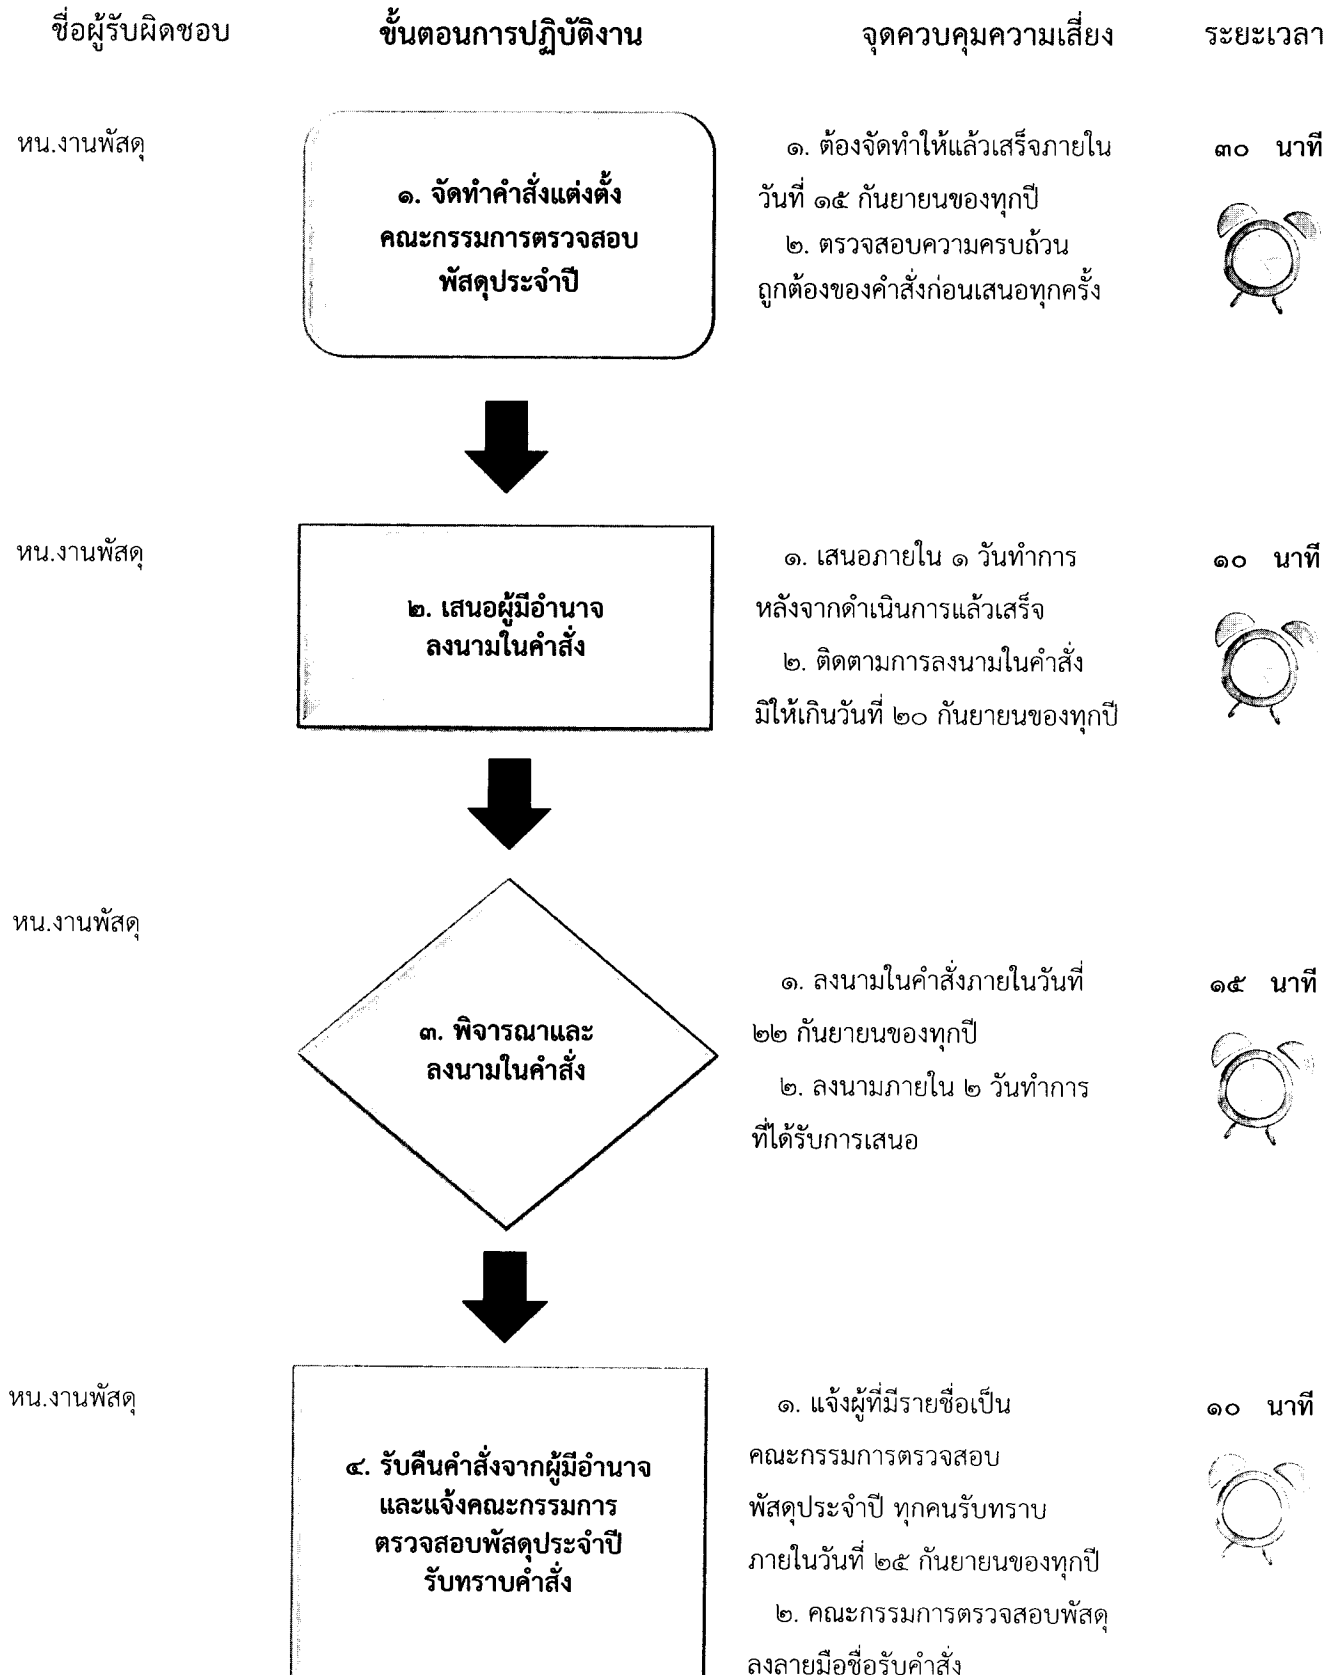 ชื่อผู้รับผิดชอบ ขั้นตอนการปฏิบัติงาน จุดควบคุมความเสี่ยง ระยะเวลา
หน.งานพัสดุ
๑. จัดทำคำสั่งแต่งตั้ง
คณะกรรมการตรวจสอบ
พัสดุประจำปี
๑. ต้องจัดทำให้แล้วเสร็จภายใน
วันที่ ๑๕ กันยายนของทุกปี
๒. ตรวจสอบความครบถ้วน
ถูกต้องของคำสั่งก่อนเสนอทุกครั้ง
๓๐ นาที
หน.งานพัสดุ
๒. เสนอผู้มีอำนาจ
ลงนามในคำสั่ง
๑. เสนอภายใน ๑ วันทำการ
หลังจากดำเนินการแล้วเสร็จ
๒. ติดตามการลงนามในคำสั่ง
มิให้เกินวันที่ ๒๐ กันยายนของทุกปี
๑๐ นาที
หน.งานพัสดุ
๓. พิจารณาและ
ลงนามในคำสั่ง
๑. ลงนามในคำสั่งภายในวันที่
๒๒ กันยายนของทุกปี
๒. ลงนามภายใน ๒ วันทำการ
ที่ได้รับการเสนอ
๑๕ นาที
หน.งานพัสดุ
๔. รับคืนคำสั่งจากผู้มีอำนาจ
และแจ้งคณะกรรมการ
ตรวจสอบพัสดุประจำปี
รับทราบคำสั่ง
๑. แจ้งผู้ที่มีรายชื่อเป็น
คณะกรรมการตรวจสอบ
พัสดุประจำปี ทุกคนรับทราบ
ภายในวันที่ ๒๕ กันยายนของทุกปี
๒. คณะกรรมการตรวจสอบพัสดุ
ลงลายมือชื่อรับคำสั่ง
๑๐ นาที